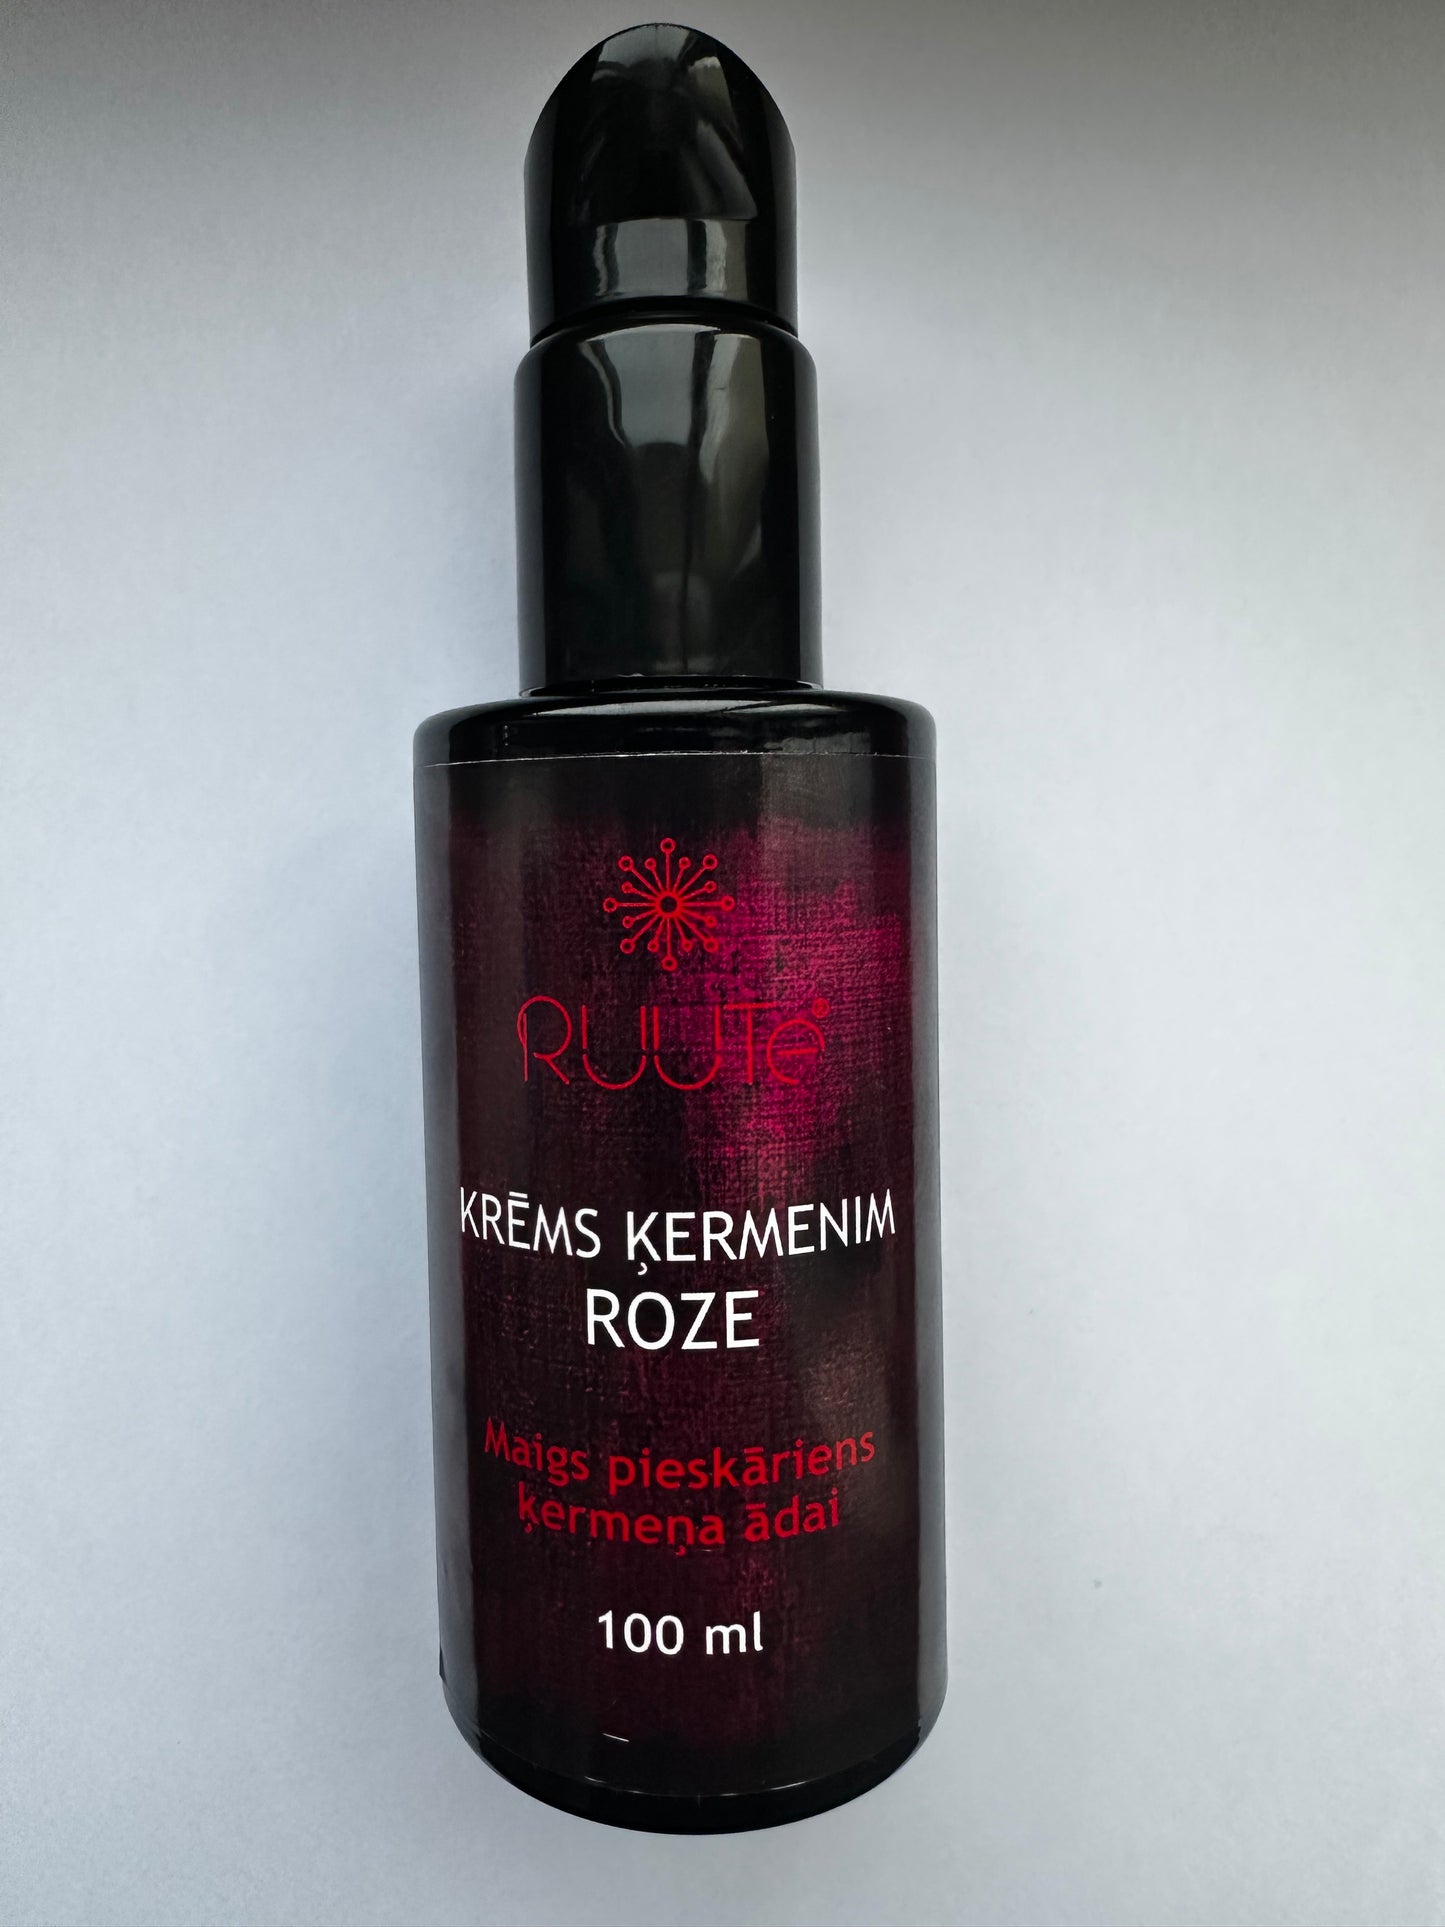 RUUTE®
KRĒMS ĶERMENIM
ROZE
Maigs pieskāriens
ķermeņa ādai
100 ml